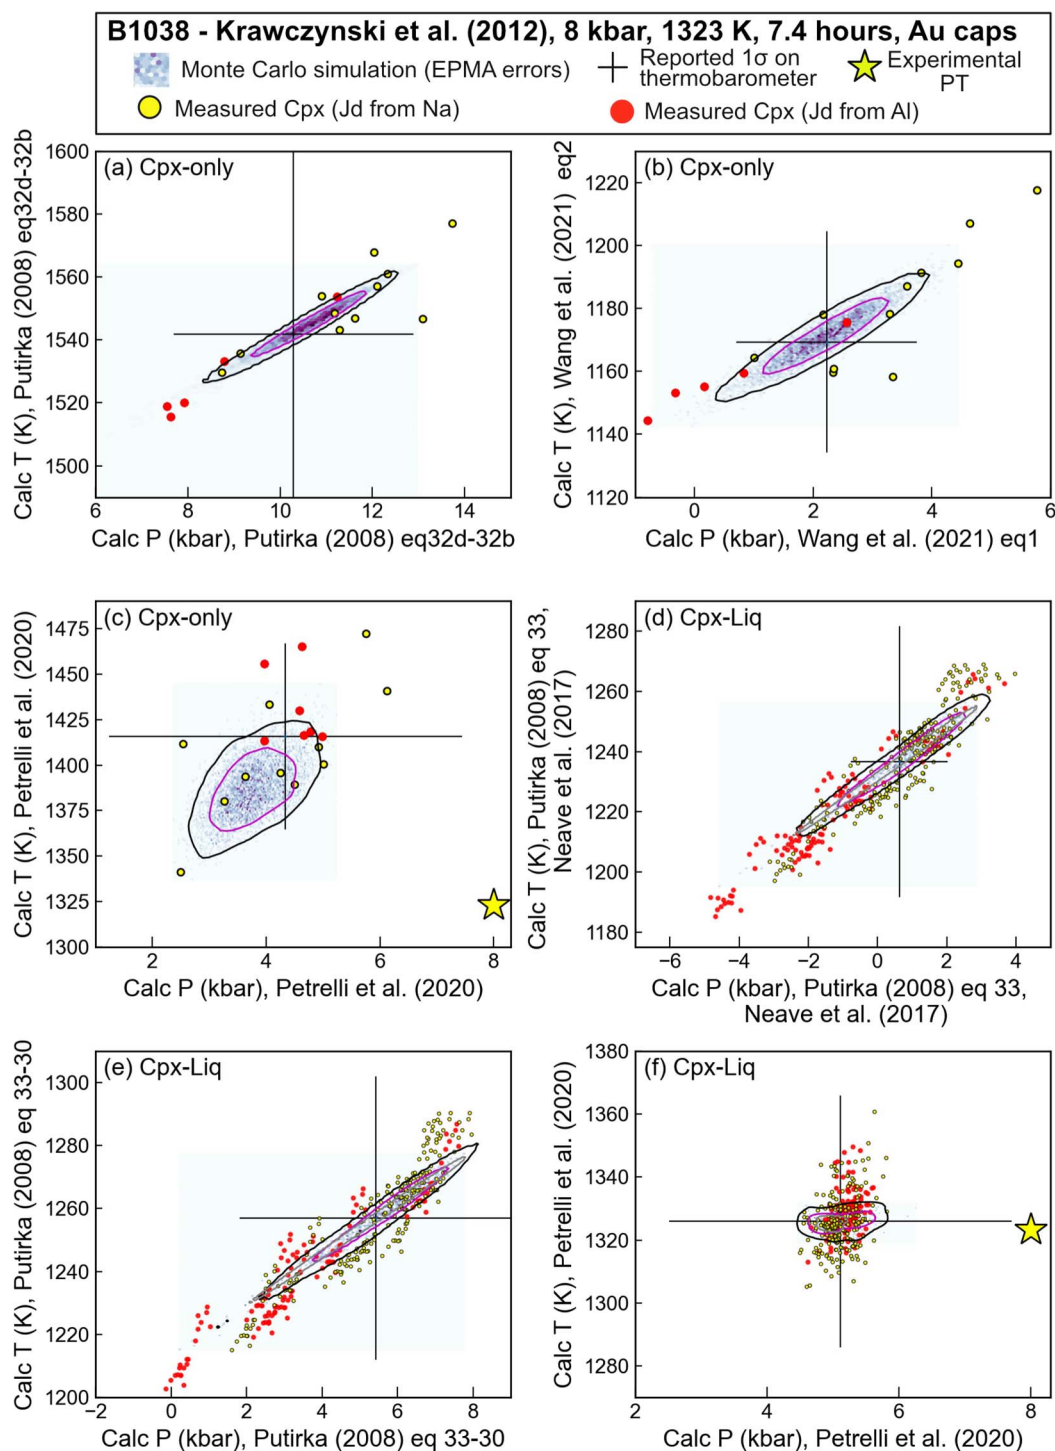 B1038 - Krawczynski et al. (2012), 8 kbar, 1323 K, 7.4 hours, Au caps
Monte Carlo simulation (EPMA errors)
Reported 1σ on
thermobarometer
Experimental
PT
Measured Cpx (Jd from Na)
Measured Cpx (Jd from Al)
(a) Cpx-only
Calc T (K), Putirka (2008) eq32d-32b
1600
1580
1560
1540
1520
1500
6
8
10
12
14
Calc P (kbar), Putirka (2008) eq32d-32b
(b) Cpx-only
Calc T (K), Wang et al. (2021) eq2
1220
1200
1180
1160
1140
1120
0
2
4
6
Calc P (kbar), Wang et al. (2021) eq1
(c) Cpx-only
Calc T (K), Petrelli et al. (2020)
1475
1450
1425
1400
1375
1350
1325
1300
2
4
6
8
Calc P (kbar), Petrelli et al. (2020)
(d) Cpx-Liq
Calc T (K), Putirka (2008) eq 33,
Neave et al. (2017)
1280
1260
1240
1220
1200
1180
−6
−4
−2
0
2
4
Calc P (kbar), Putirka (2008) eq 33,
Neave et al. (2017)
(e) Cpx-Liq
Calc T (K), Putirka (2008) eq 33-30
1300
1280
1260
1240
1220
1200
−2
0
2
4
6
8
Calc P (kbar), Putirka (2008) eq 33-30
(f) Cpx-Liq
Calc T (K), Petrelli et al. (2020)
1380
1360
1340
1320
1300
1280
2
4
6
8
Calc P (kbar), Petrelli et al. (2020)